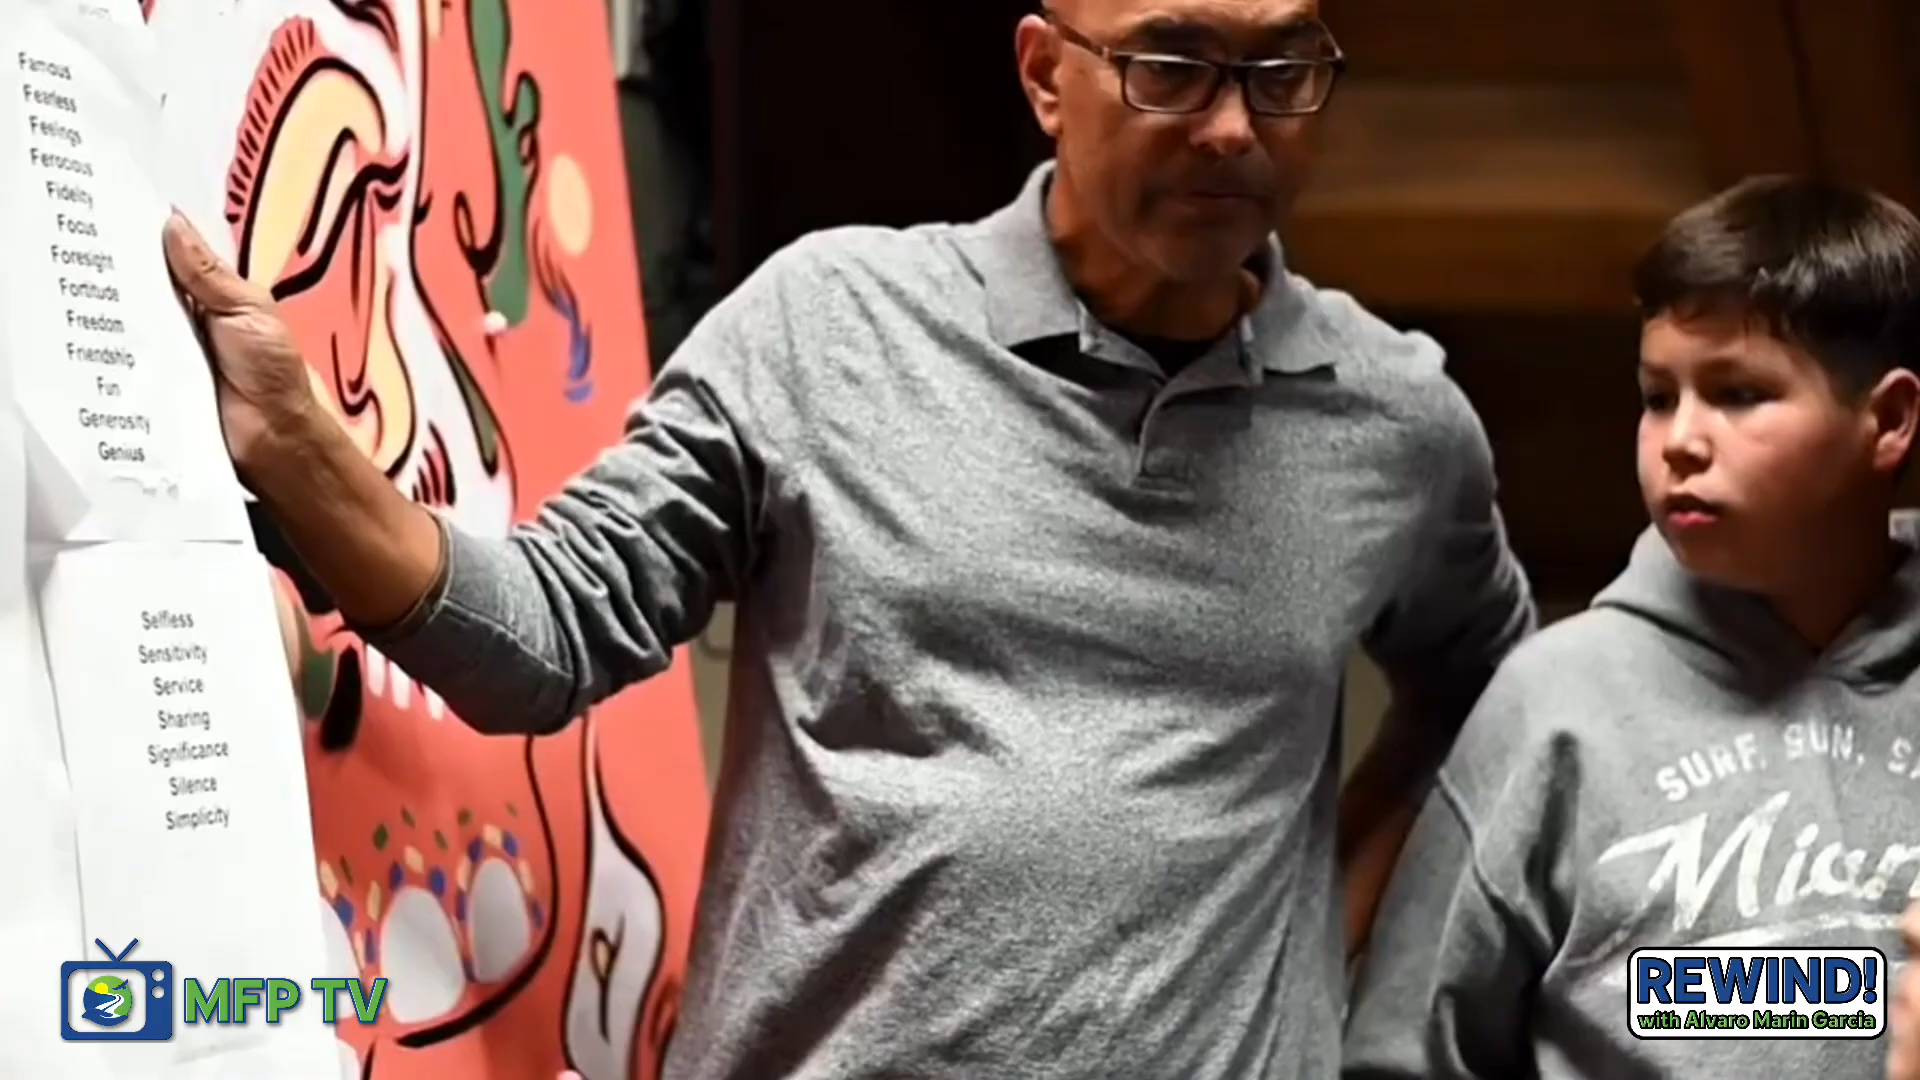 Famous
Fearless
Feelings
Ferocious
Fidelity
Focus
Foresight
Fortitude
Freedom
Friendship
Fun
Generosity
Genius
Selfless
Sensitivity
Service
Sharing
Significance
Silence
Simplicity
SURF, SUN,
MFP TV
REWIND!
with Alvaro Marin Garcia